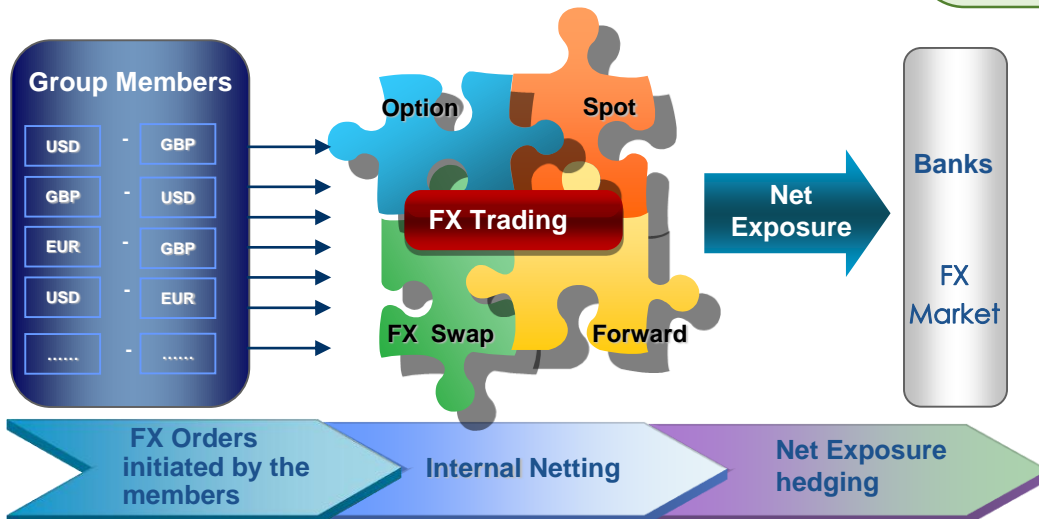 Group Members
USD - GBP
GBP - USD
EUR - GBP
USD - EUR
...... - ......
Option
Spot
FX Trading
FX Swap
Forward
Net
Exposure
Banks
FX
Market
FX Orders
initiated by the
members
Internal Netting
Net Exposure
hedging